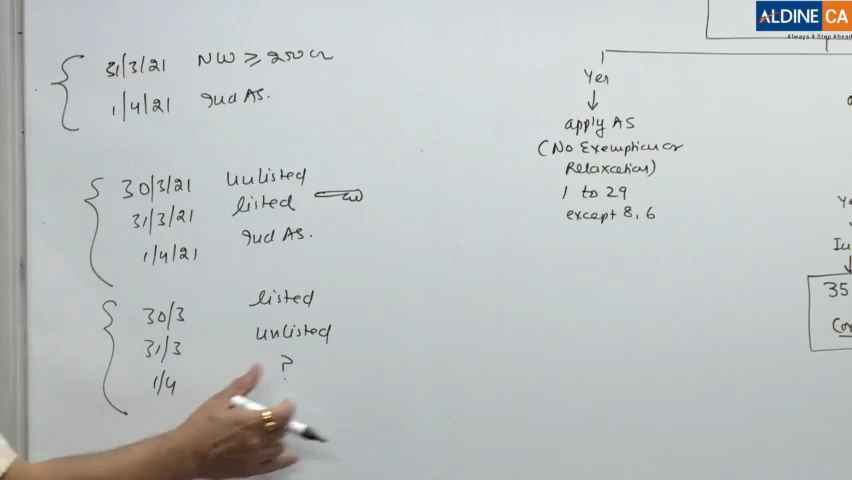 ALDINE CA
Always A Step Ahead
31/3/21 NW ≥ 250 cr
1/4/21 Ind AS.
30/3/21 unlisted
31/3/21 listed
1/4/21 Ind AS.
30/3 listed
31/3 unlisted
1/4 ?
Yes
apply AS
(No Exemption or
Relaxation)
1 to 29
except 8, 6
35